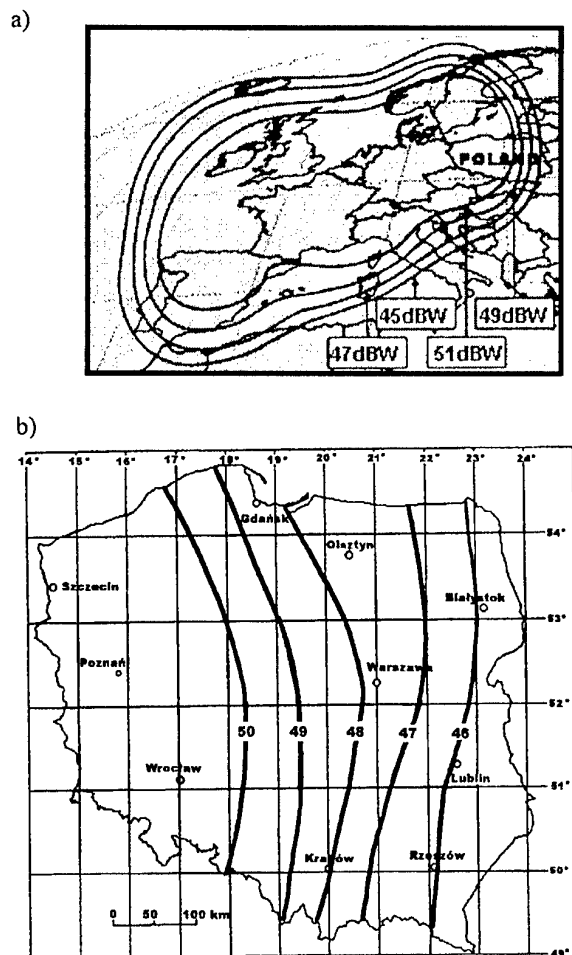 a)
POLAND
45dBW 49dBW
47dBW 51dBW
b)
14° 15° 16° 17° 18° 19° 20° 21° 22° 23° 24°
Gdańsk
54°
Olsztyn
Szczecin
Białystok
53°
Poznań
Warszawa
52°
50 49 48 47 46
Wrocław
Lublin
51°
Kraków
Rzeszów
50°
0 50 100 km
49°